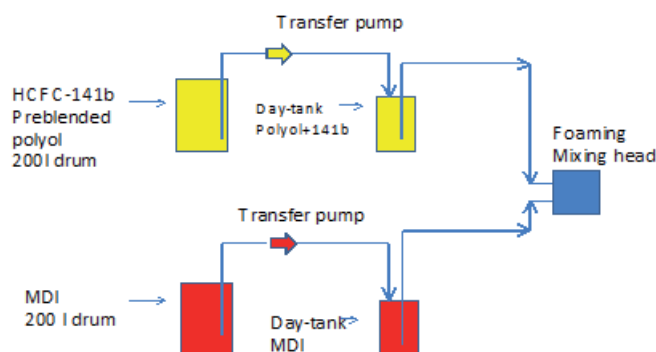 Transfer pump
HCFC-141b
Preblended
polyol
200l drum
Day-tank
Polyol+141b
Foaming
Mixing head
Transfer pump
MDI
200 l drum
Day-tank
MDI